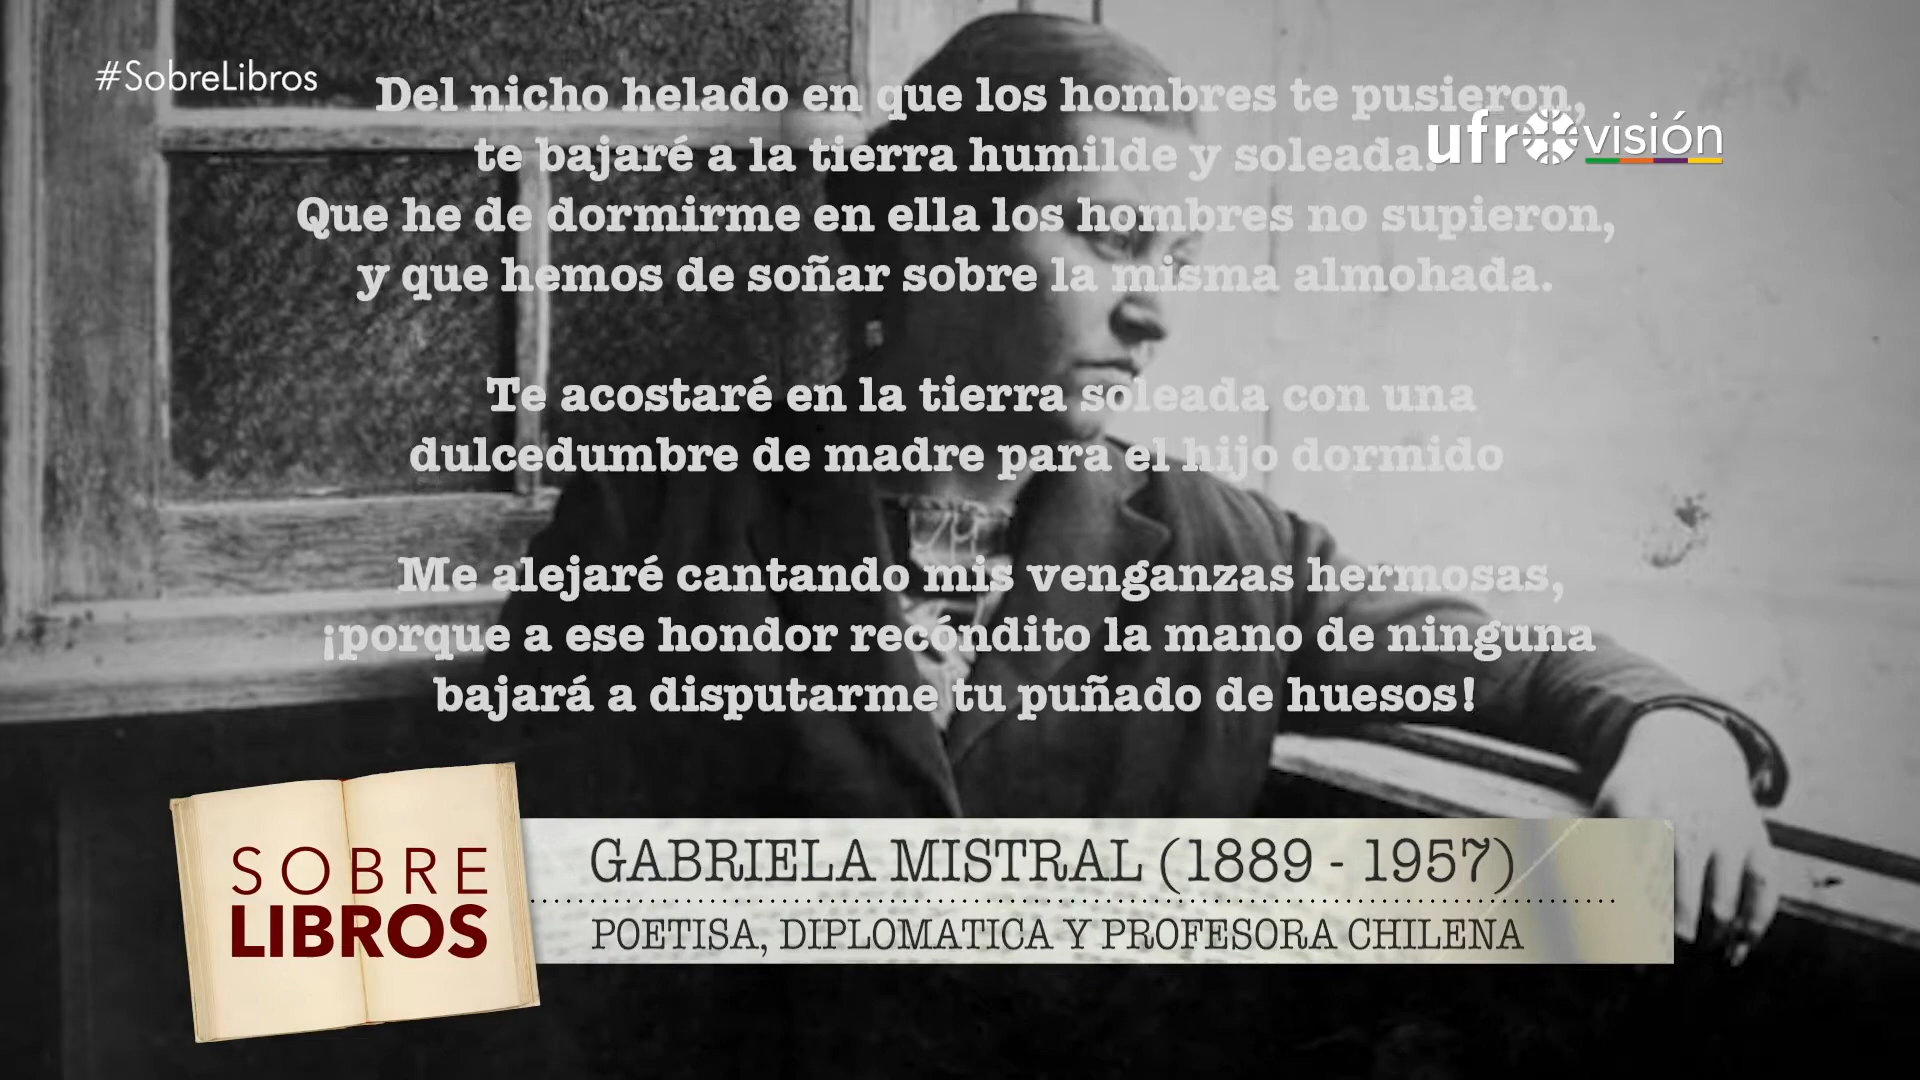 #SobreLibros
Del nicho helado en que los hombres te pusieron,
te bajaré a la tierra humilde y soleada.
Que he de dormirme en ella los hombres no supieron,
y que hemos de soñar sobre la misma almohada.
Te acostaré en la tierra soleada con una
dulcedumbre de madre para el hijo dormido
Me alejaré cantando mis venganzas hermosas,
¡porque a ese hondor recóndito la mano de ninguna
bajará a disputarme tu puñado de huesos!
ufrovisión
SOBRE
LIBROS
GABRIELA MISTRAL (1889 - 1957)
POETISA, DIPLOMATICA Y PROFESORA CHILENA